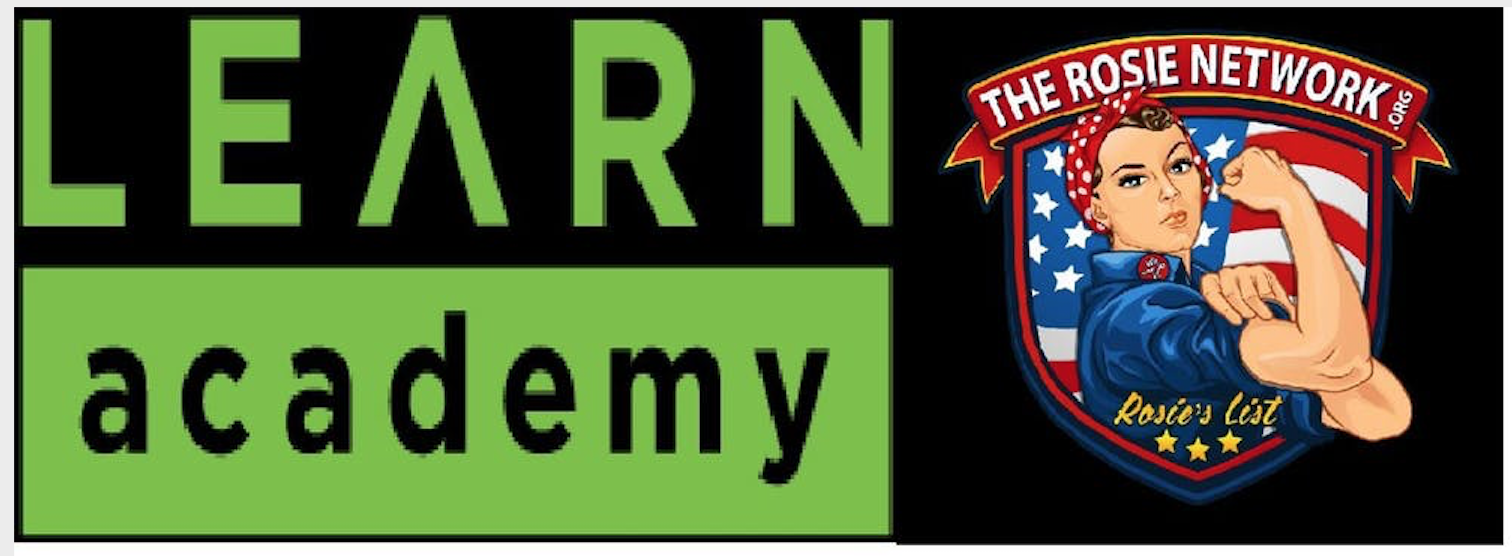 LEARN
academy
THE ROSIE NETWORK .ORG
Rosie's List